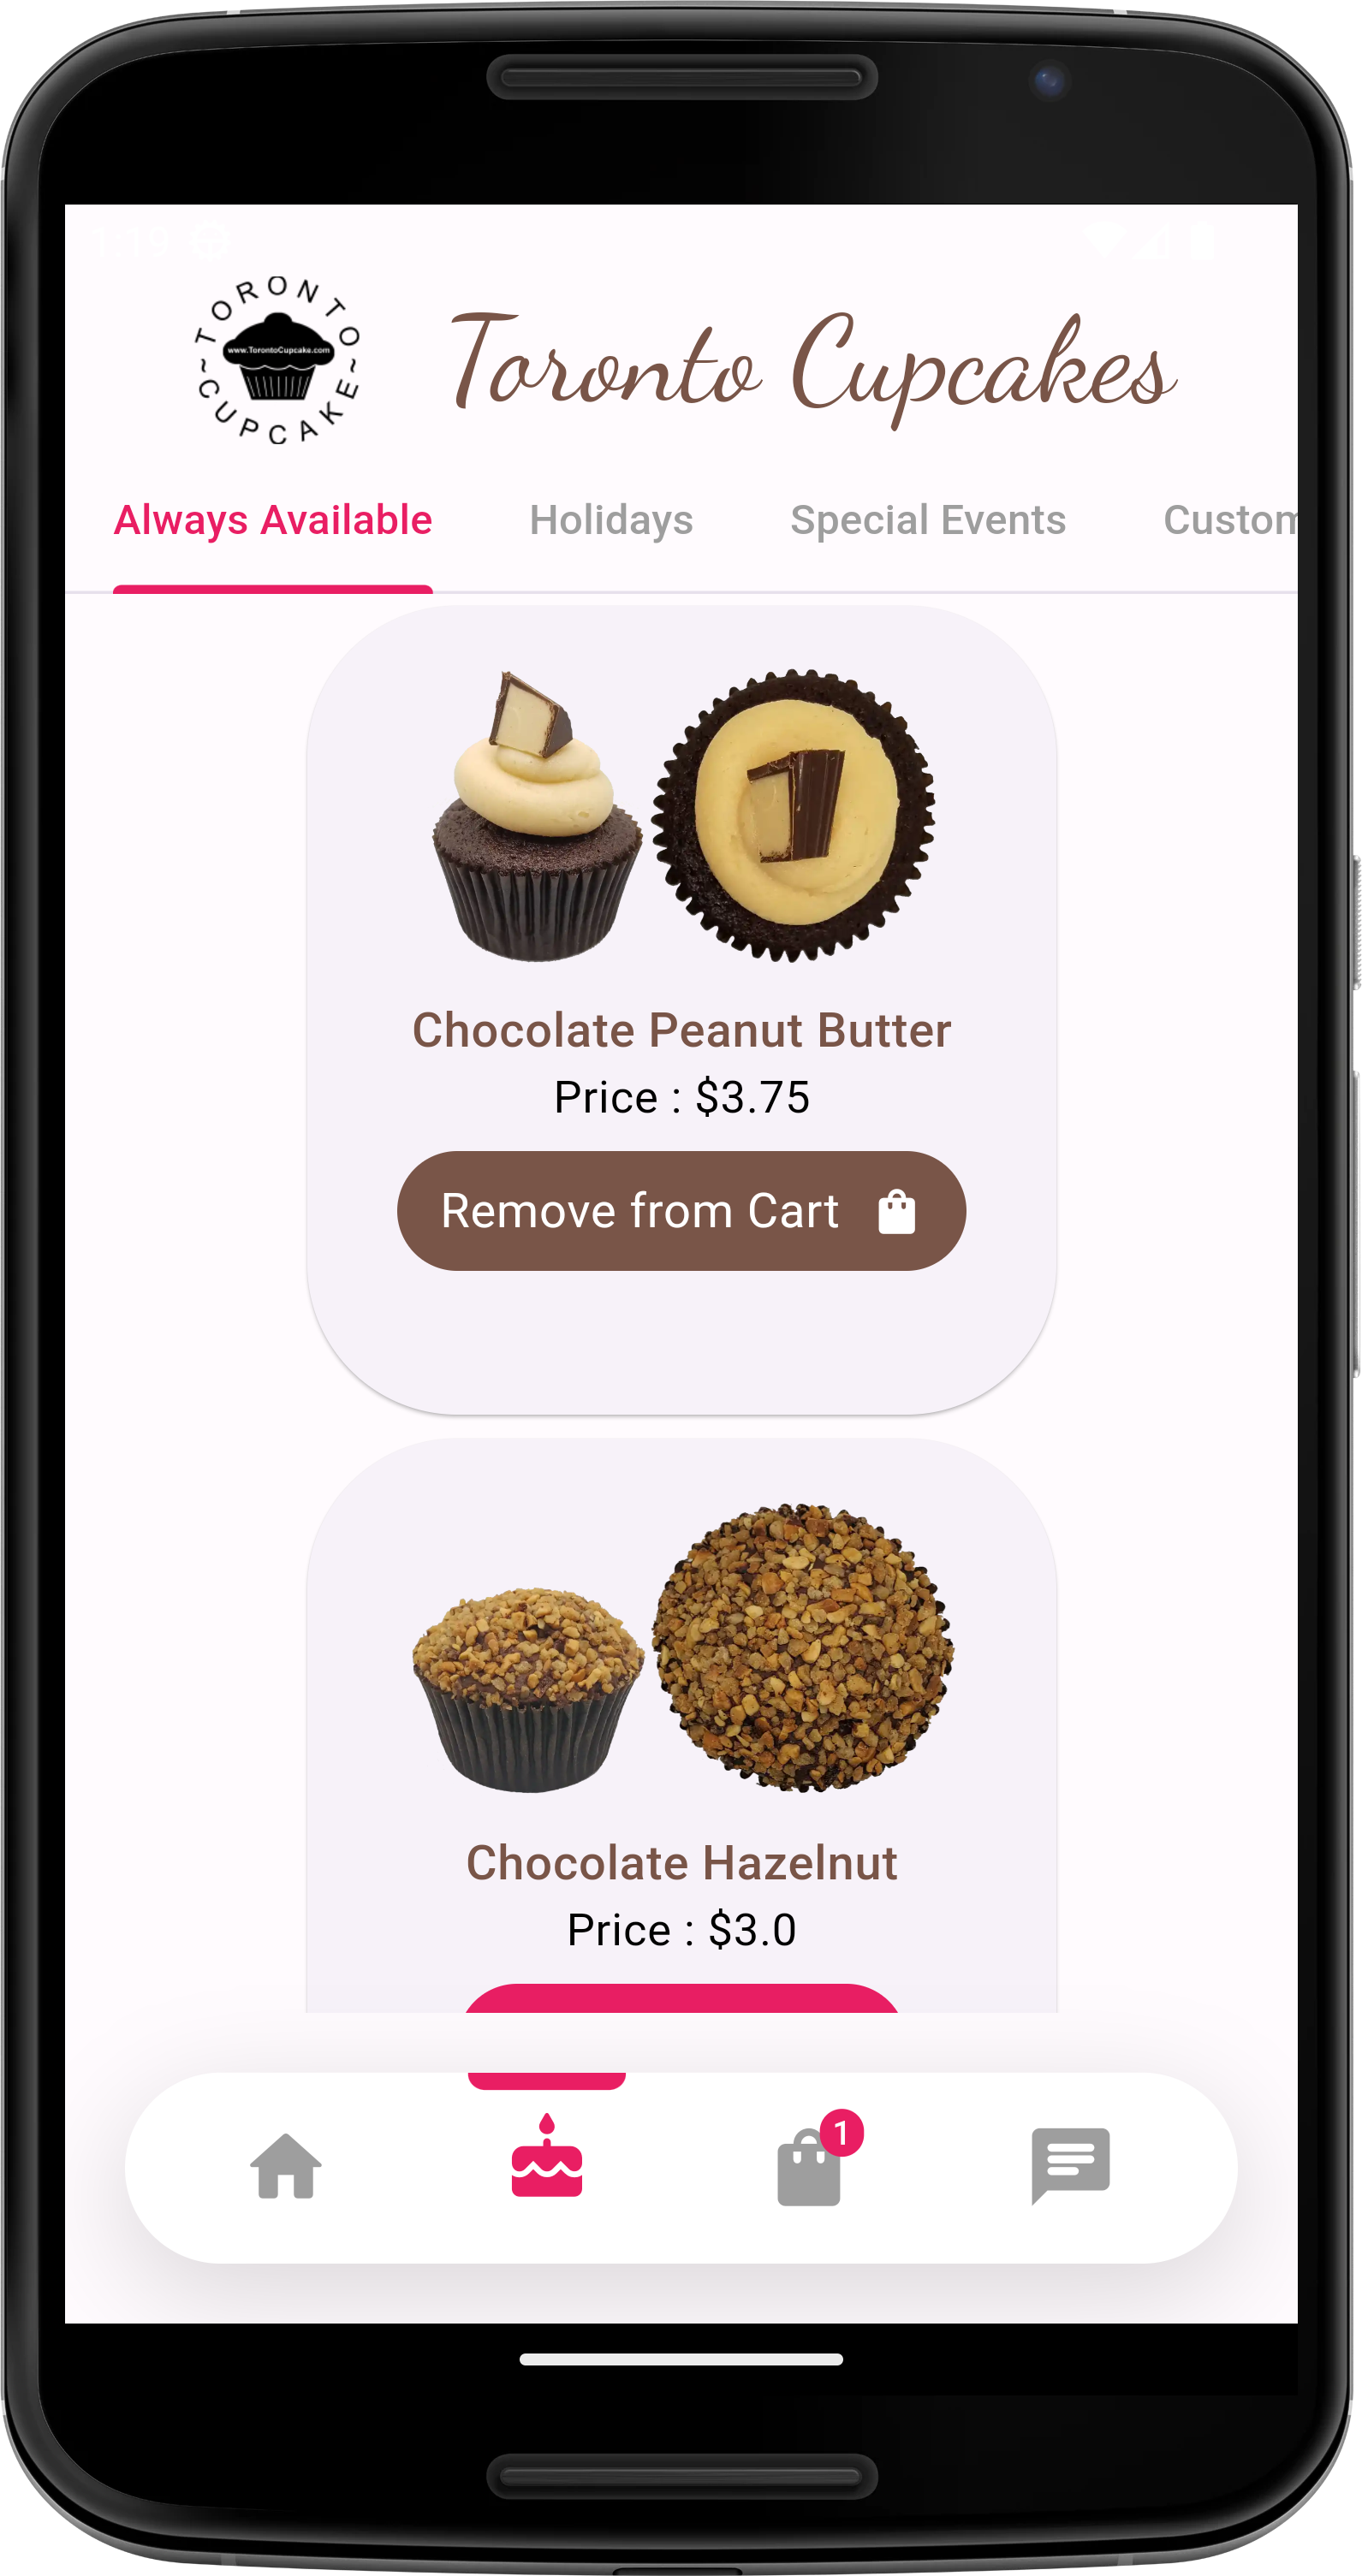 TORONTO
www.TorontoCupcake.com
~CUPCAKE~
Toronto Cupcakes
Always Available
Holidays
Special Events
Custom
Chocolate Peanut Butter
Price : $3.75
Remove from Cart
Chocolate Hazelnut
Price : $3.0
1